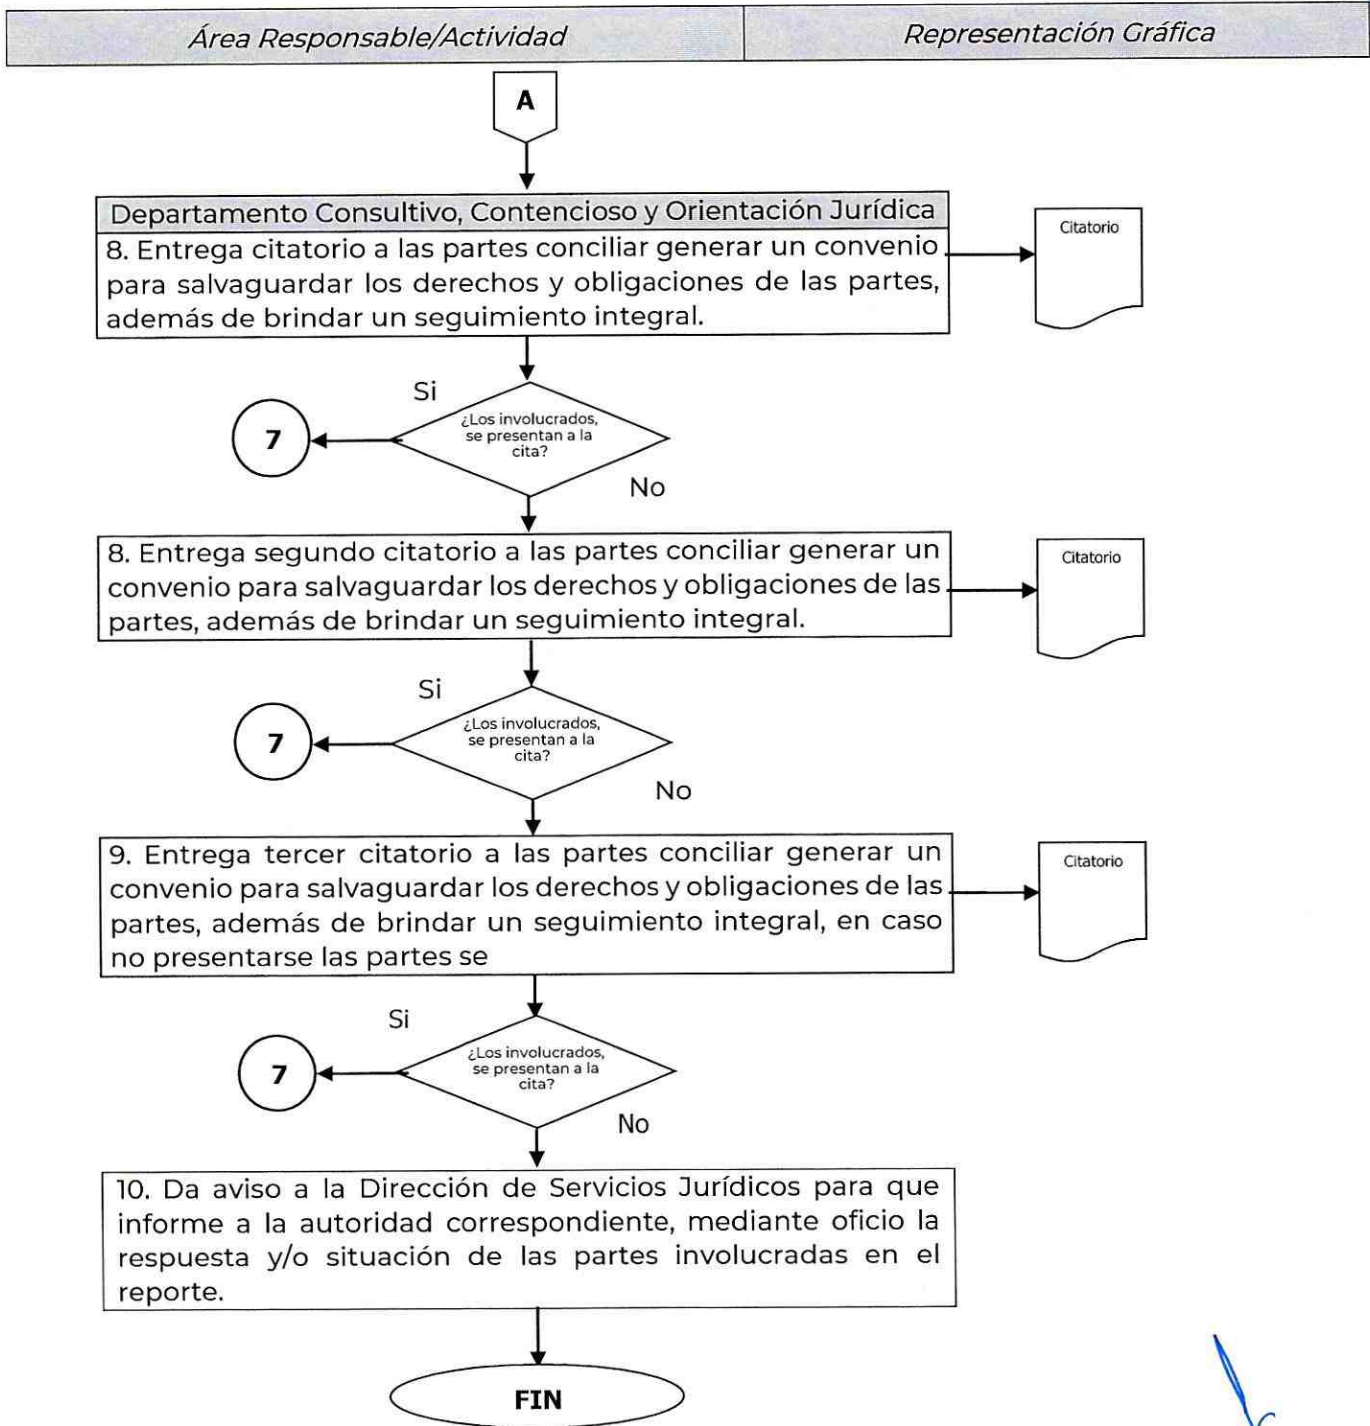 Área Responsable/Actividad
Representación Gráfica
A
Departamento Consultivo, Contencioso y Orientación Jurídica
8. Entrega citatorio a las partes conciliar generar un convenio
para salvaguardar los derechos y obligaciones de las partes,
además de brindar un seguimiento integral.
Citatorio
Si
¿Los involucrados,
se presentan a la
cita?
7
No
8. Entrega segundo citatorio a las partes conciliar generar un
convenio para salvaguardar los derechos y obligaciones de las
partes, además de brindar un seguimiento integral.
Citatorio
Si
¿Los involucrados,
se presentan a la
cita?
7
No
9. Entrega tercer citatorio a las partes conciliar generar un
convenio para salvaguardar los derechos y obligaciones de las
partes, además de brindar un seguimiento integral, en caso
no presentarse las partes se
Citatorio
Si
¿Los involucrados,
se presentan a la
cita?
7
No
10. Da aviso a la Dirección de Servicios Jurídicos para que
informe a la autoridad correspondiente, mediante oficio la
respuesta y/o situación de las partes involucradas en el
reporte.
FIN